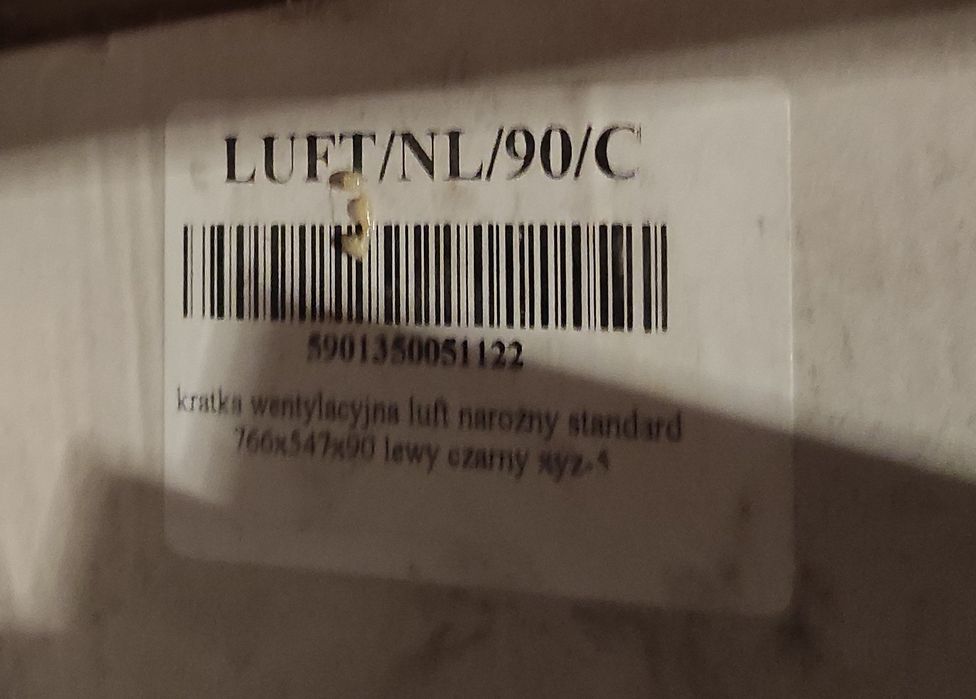 LUFT/NL/90/C
5901350051122
kratka wentylacyjna luft narożny standard
766x547x90 lewy czarny